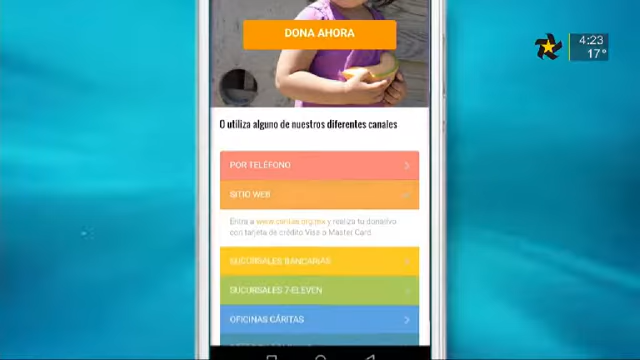 DONA AHORA
4:23
17°
O utiliza alguno de nuestros diferentes canales
POR TELÉFONO
SITIO WEB
Entra a www.caritas.org.mx y realiza tu donativo
con tarjeta de crédito Visa o Master Card
SUCURSALES BANCARIAS
SUCURSALES 7-ELEVEN
OFICINAS CÁRITAS